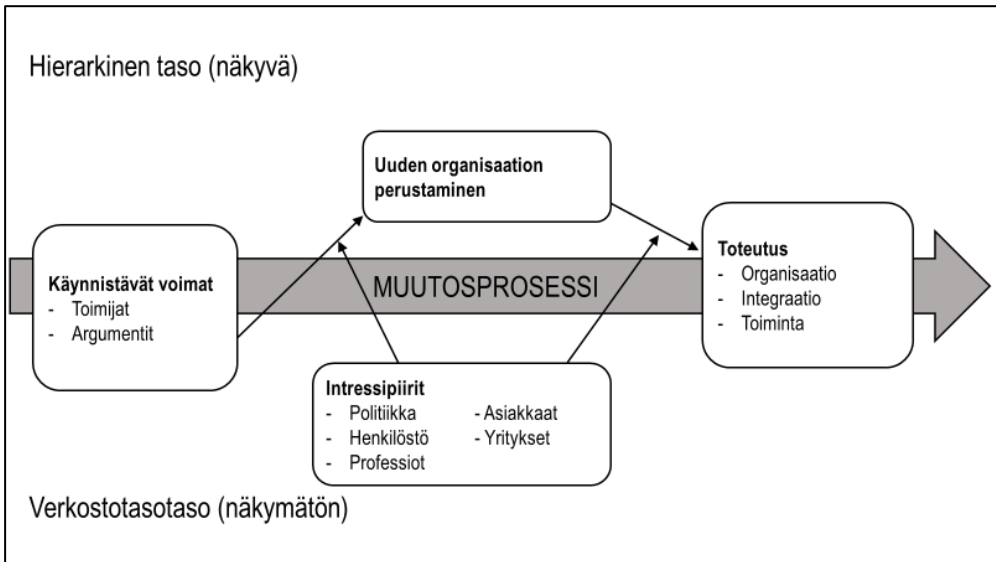 Hierarkinen taso (näkyvä)
Uuden organisaation
perustaminen
Käynnistävät voimat
- Toimijat
- Argumentit
MUUTOSPROSESSI
Toteutus
- Organisaatio
- Integraatio
- Toiminta
Intressipiirit
- Politiikka - Asiakkaat
- Henkilöstö - Yritykset
- Professiot
Verkostotasotaso (näkymätön)